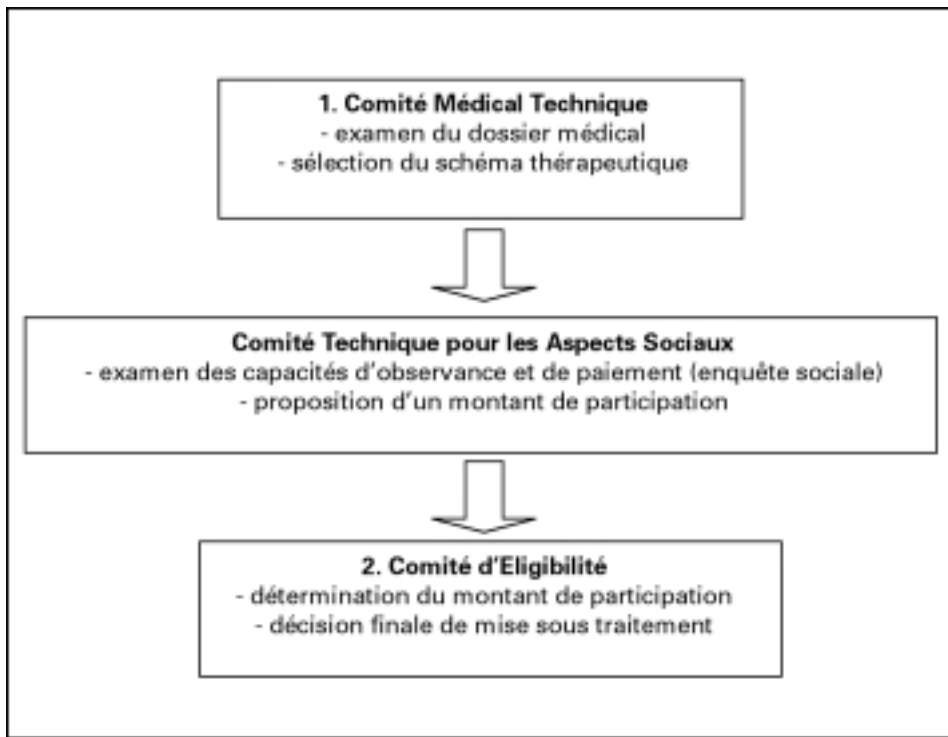 1. Comité Médical Technique
- examen du dossier médical
- sélection du schéma thérapeutique
Comité Technique pour les Aspects Sociaux
- examen des capacités d'observance et de paiement (enquête sociale)
- proposition d'un montant de participation
2. Comité d'Eligibilité
- détermination du montant de participation
- décision finale de mise sous traitement